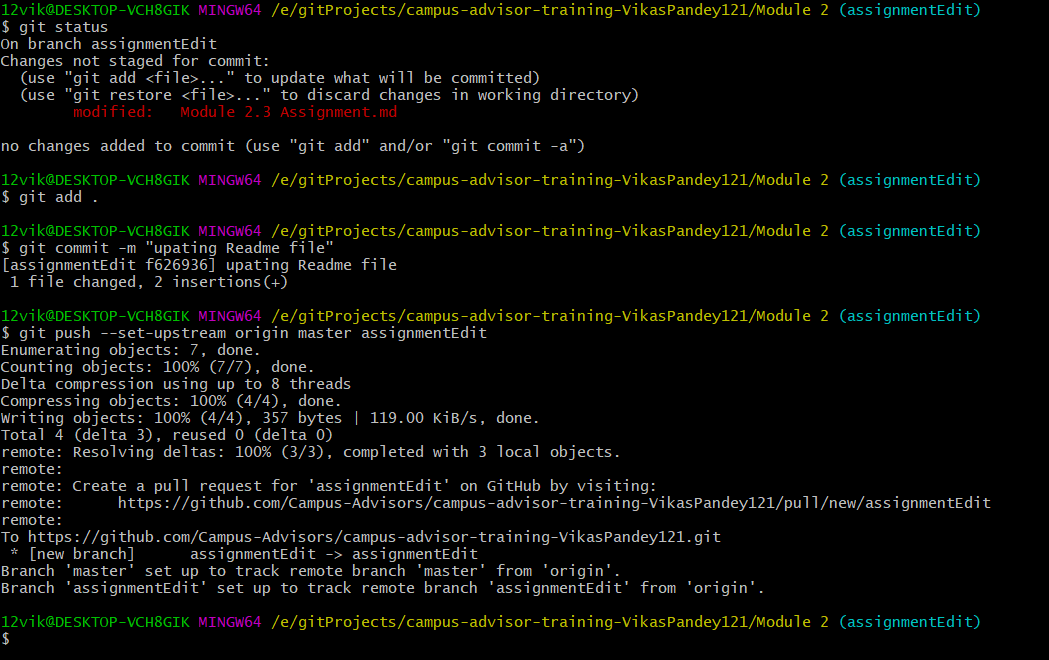 12vik@DESKTOP-VCH8GIK MINGW64 /e/gitProjects/campus-advisor-training-VikasPandey121/Module 2 (assignmentEdit)
$ git status
On branch assignmentEdit
Changes not staged for commit:
  (use "git add <file>..." to update what will be committed)
  (use "git restore <file>..." to discard changes in working directory)
        modified:   Module 2.3 Assignment.md

no changes added to commit (use "git add" and/or "git commit -a")

12vik@DESKTOP-VCH8GIK MINGW64 /e/gitProjects/campus-advisor-training-VikasPandey121/Module 2 (assignmentEdit)
$ git add .

12vik@DESKTOP-VCH8GIK MINGW64 /e/gitProjects/campus-advisor-training-VikasPandey121/Module 2 (assignmentEdit)
$ git commit -m "upating Readme file"
[assignmentEdit f626936] upating Readme file
 1 file changed, 2 insertions(+)

12vik@DESKTOP-VCH8GIK MINGW64 /e/gitProjects/campus-advisor-training-VikasPandey121/Module 2 (assignmentEdit)
$ git push --set-upstream origin master assignmentEdit
Enumerating objects: 7, done.
Counting objects: 100% (7/7), done.
Delta compression using up to 8 threads
Compressing objects: 100% (4/4), done.
Writing objects: 100% (4/4), 357 bytes | 119.00 KiB/s, done.
Total 4 (delta 3), reused 0 (delta 0)
remote: Resolving deltas: 100% (3/3), completed with 3 local objects.
remote:
remote: Create a pull request for 'assignmentEdit' on GitHub by visiting:
remote:      https://github.com/Campus-Advisors/campus-advisor-training-VikasPandey121/pull/new/assignmentEdit
remote:
To https://github.com/Campus-Advisors/campus-advisor-training-VikasPandey121.git
 * [new branch]      assignmentEdit -> assignmentEdit
Branch 'master' set up to track remote branch 'master' from 'origin'.
Branch 'assignmentEdit' set up to track remote branch 'assignmentEdit' from 'origin'.

12vik@DESKTOP-VCH8GIK MINGW64 /e/gitProjects/campus-advisor-training-VikasPandey121/Module 2 (assignmentEdit)
$